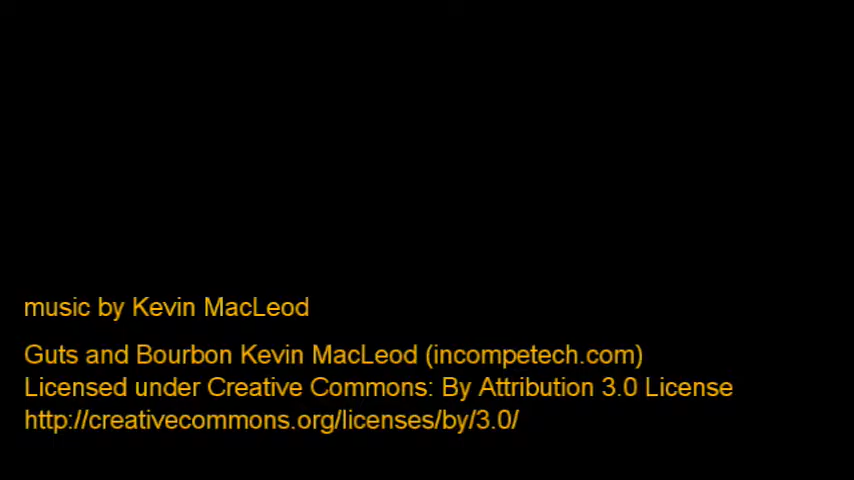 music by Kevin MacLeod
Guts and Bourbon Kevin MacLeod (incompetech.com)
Licensed under Creative Commons: By Attribution 3.0 License
http://creativecommons.org/licenses/by/3.0/